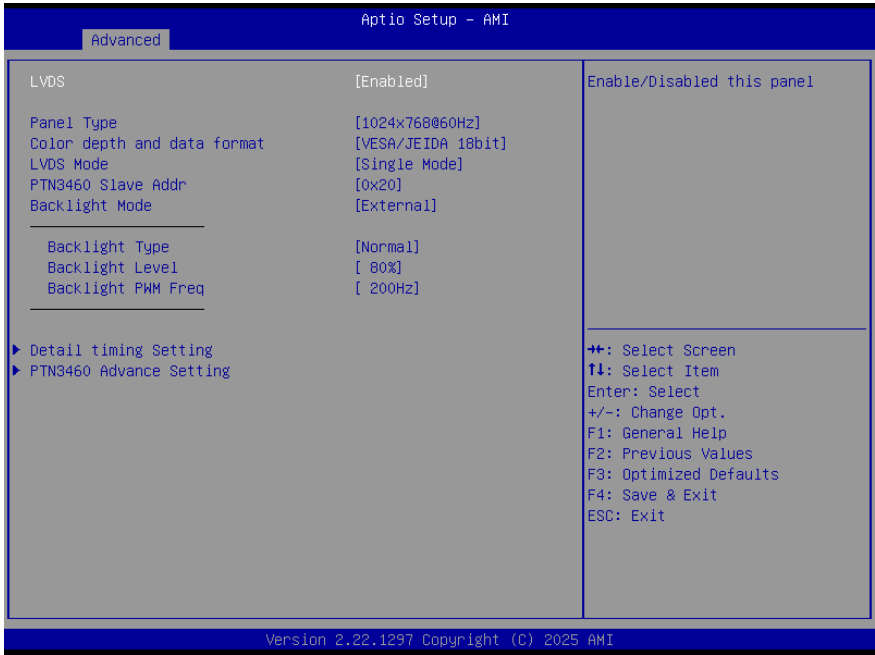 Aptio Setup – AMI
Advanced
LVDS [Enabled]
Panel Type [1024x768@60Hz]
Color depth and data format [VESA/JEIDA 18bit]
LVDS Mode [Single Mode]
PTN3460 Slave Addr [0x20]
Backlight Mode [External]
Backlight Type [Normal]
Backlight Level [ 80%]
Backlight PWM Freq [ 200Hz]
Detail timing Setting
PTN3460 Advance Setting
Enable/Disabled this panel
→←: Select Screen
↑↓: Select Item
Enter: Select
+/-: Change Opt.
F1: General Help
F2: Previous Values
F3: Optimized Defaults
F4: Save & Exit
ESC: Exit
Version 2.22.1297 Copyright (C) 2025 AMI